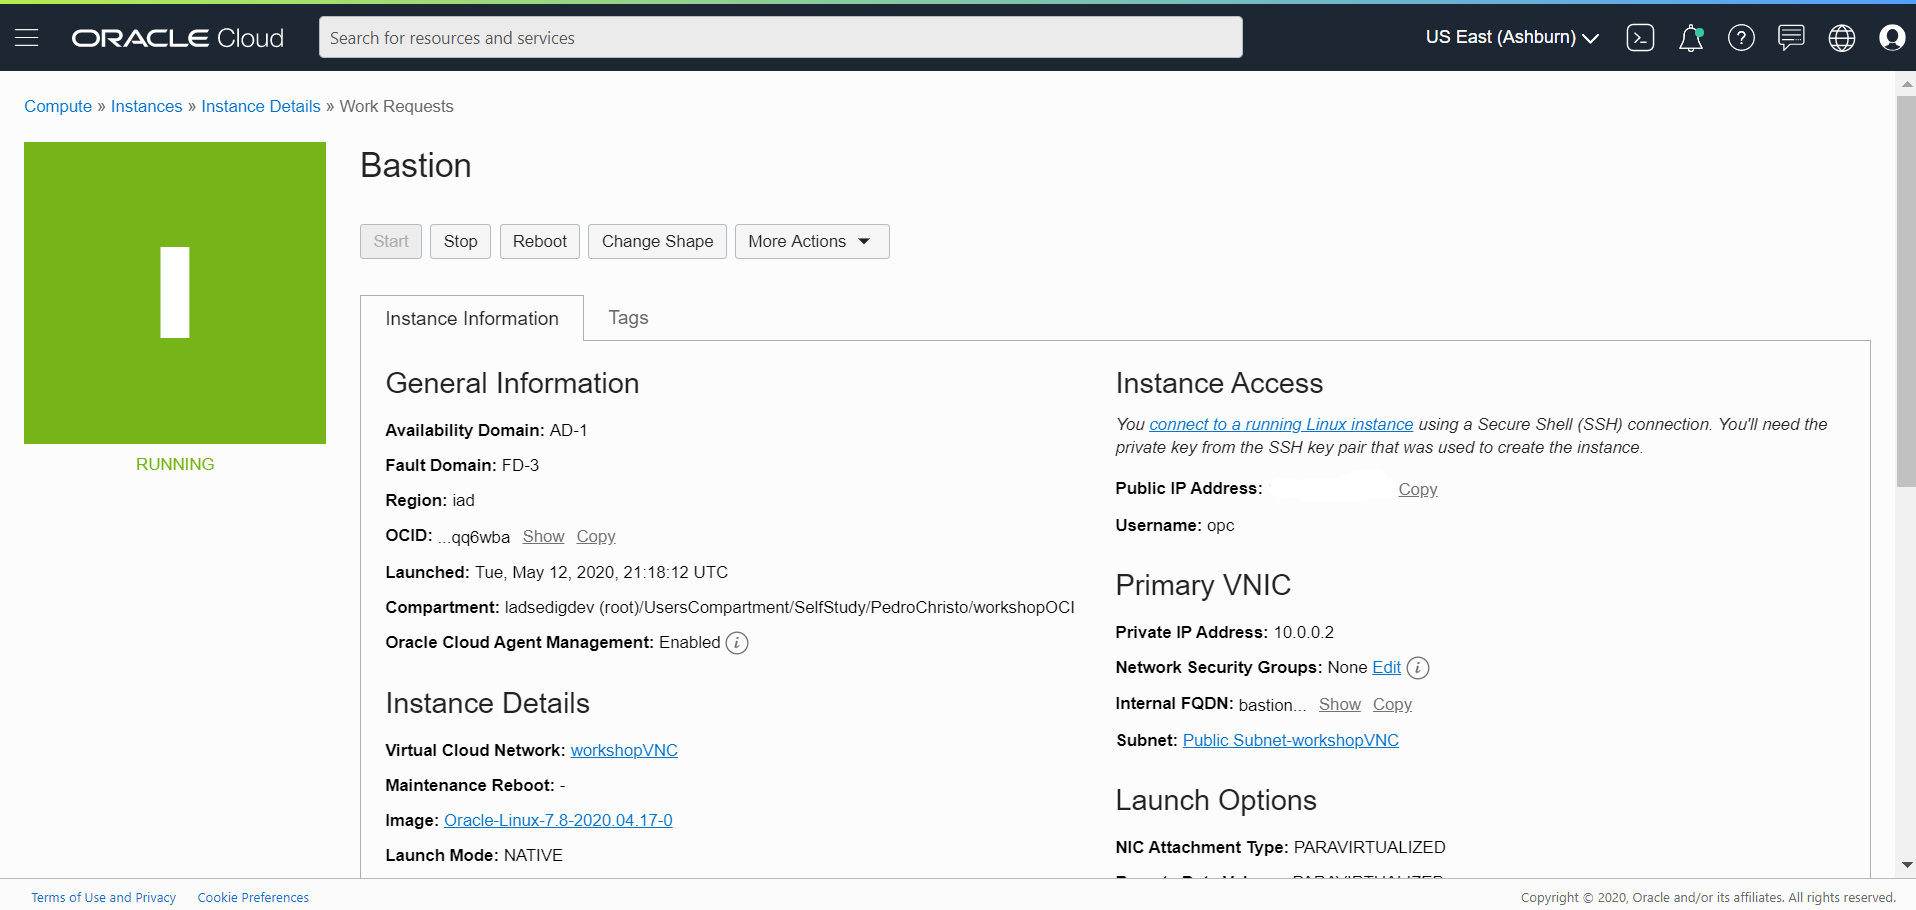 ORACLE Cloud
Search for resources and services
US East (Ashburn)
Compute » Instances » Instance Details » Work Requests
RUNNING
Bastion
Start Stop Reboot Change Shape More Actions
Instance Information Tags
General Information
Availability Domain: AD-1
Fault Domain: FD-3
Region: iad
OCID: ...qq6wba Show Copy
Launched: Tue, May 12, 2020, 21:18:12 UTC
Compartment: ladsedigdev (root)/UsersCompartment/SelfStudy/PedroChristo/workshopOCI
Oracle Cloud Agent Management: Enabled
Instance Details
Virtual Cloud Network: workshopVNC
Maintenance Reboot: -
Image: Oracle-Linux-7.8-2020.04.17-0
Launch Mode: NATIVE
Instance Access
You connect to a running Linux instance using a Secure Shell (SSH) connection. You'll need the
private key from the SSH key pair that was used to create the instance.
Public IP Address: Copy
Username: opc
Primary VNIC
Private IP Address: 10.0.0.2
Network Security Groups: None Edit
Internal FQDN: bastion... Show Copy
Subnet: Public Subnet-workshopVNC
Launch Options
NIC Attachment Type: PARAVIRTUALIZED
Terms of Use and Privacy Cookie Preferences
Copyright © 2020, Oracle and/or its affiliates. All rights reserved.